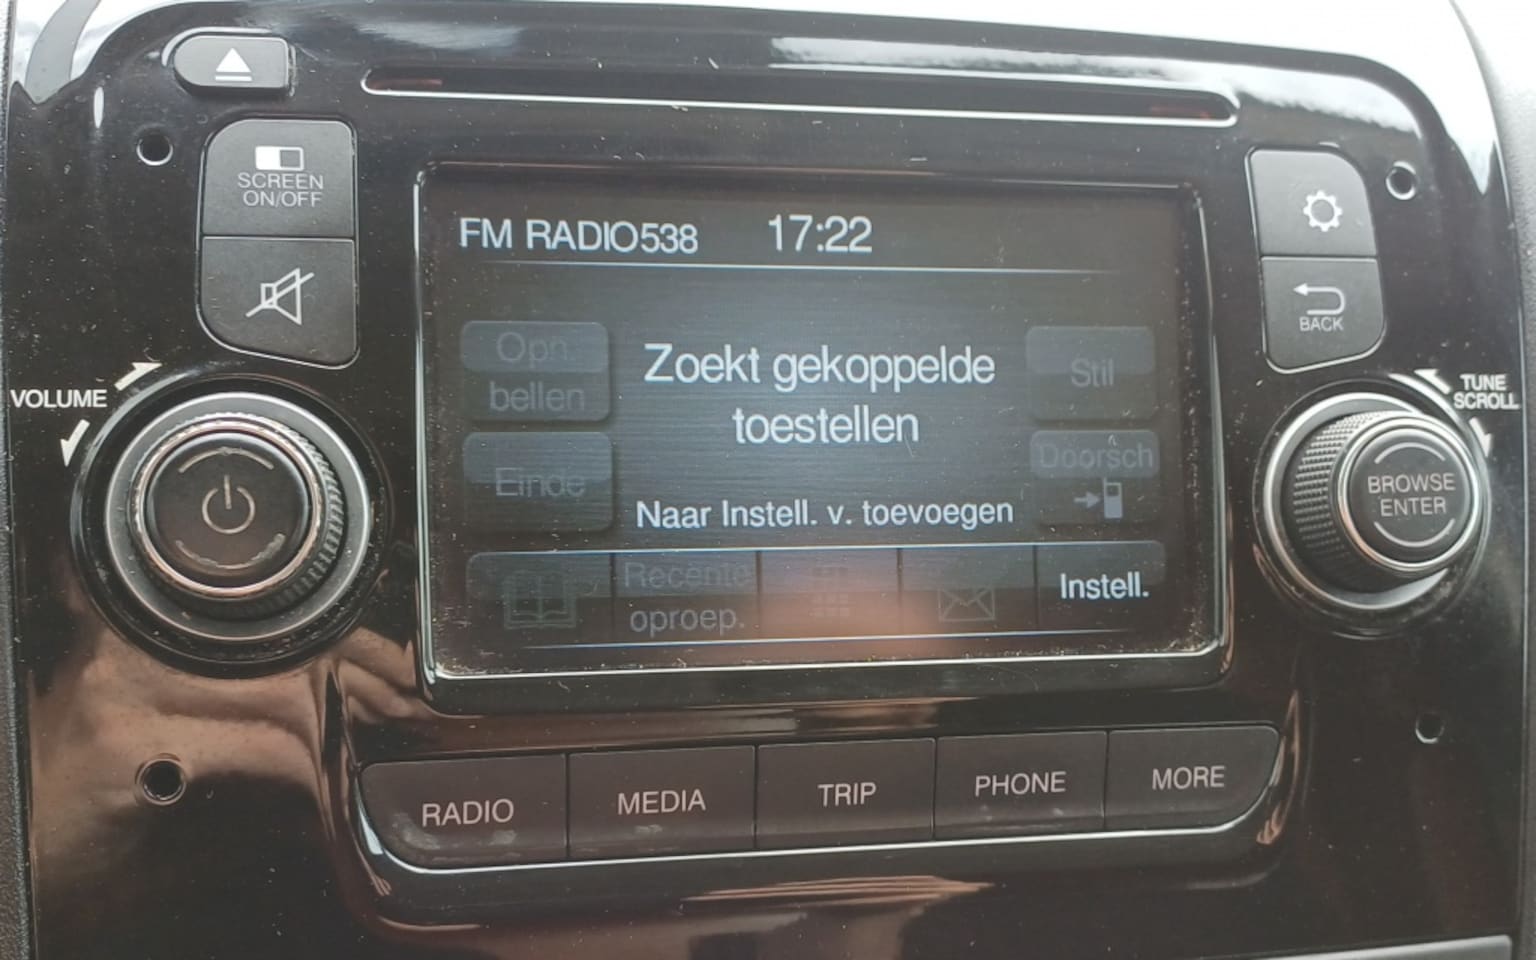 SCREEN
ON/OFF
VOLUME
FM RADIO538 17:22
Opn.
bellen
Einde
Zoekt gekoppelde
toestellen
Naar Instell. v. toevoegen
Stil
Doorsch
Recente
oproep.
Instell.
BACK
TUNE
SCROLL
BROWSE
ENTER
RADIO
MEDIA
TRIP
PHONE
MORE